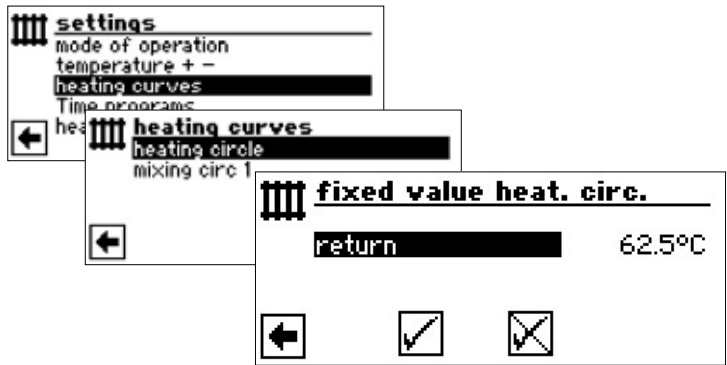 settings
mode of operation
temperature + −
heating curves
Time programs
hea
heating curves
heating circle
mixing circ 1
fixed value heat. circ.
return 62.5°C